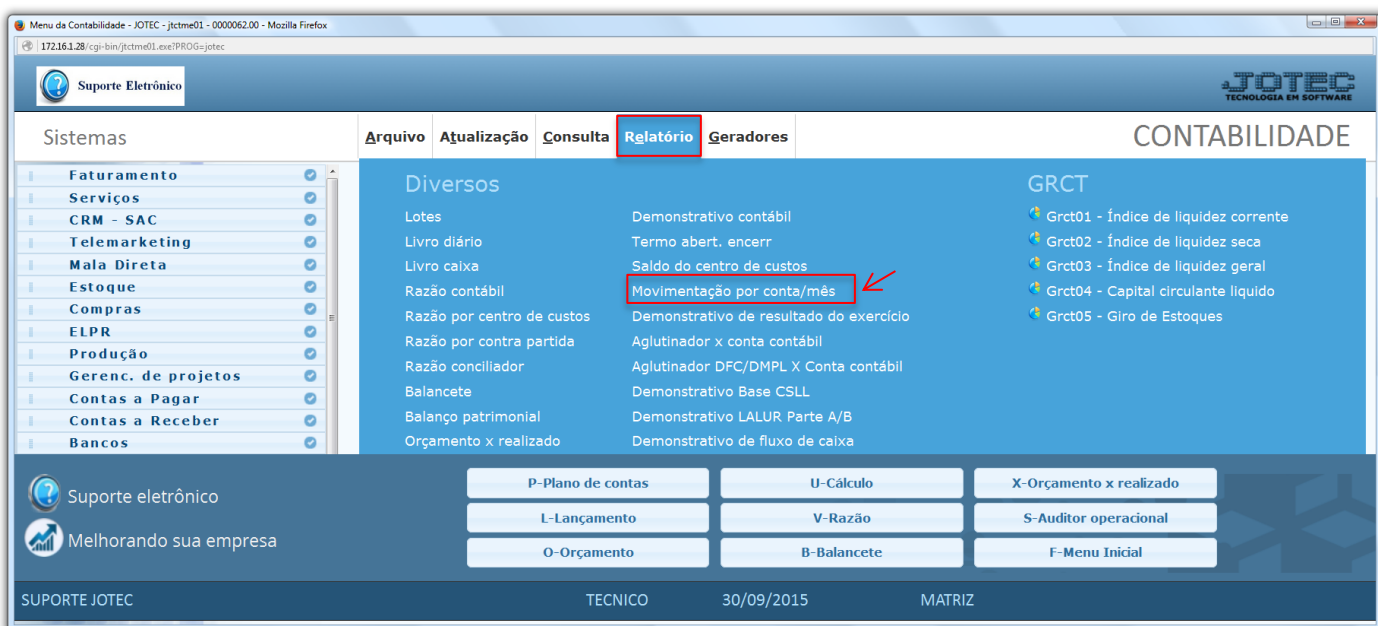 Menu da Contabilidade - JOTEC - jtctme01 - 0000062.00 - Mozilla Firefox
172.16.1.28/cgi-bin/jtctme01.exe?PROG=jotec
Suporte Eletrônico
JOTEC
TECNOLOGIA EM SOFTWARE
Sistemas
Arquivo Atualização Consulta Relatório Geradores
CONTABILIDADE
Faturamento
Serviços
CRM - SAC
Telemarketing
Mala Direta
Estoque
Compras
ELPR
Produção
Gerenc. de projetos
Contas a Pagar
Contas a Receber
Bancos
Diversos
Lotes
Livro diário
Livro caixa
Razão contábil
Razão por centro de custos
Razão por contra partida
Razão conciliador
Balancete
Balanço patrimonial
Orçamento x realizado
Demonstrativo contábil
Termo abert. encerr
Saldo do centro de custos
Movimentação por conta/mês
Demonstrativo de resultado do exercício
Aglutinador x conta contábil
Aglutinador DFC/DMPL X Conta contábil
Demonstrativo Base CSLL
Demonstrativo LALUR Parte A/B
Demonstrativo de fluxo de caixa
GRCT
Grct01 - Índice de liquidez corrente
Grct02 - Índice de liquidez seca
Grct03 - Índice de liquidez geral
Grct04 - Capital circulante liquido
Grct05 - Giro de Estoques
Suporte eletrônico
Melhorando sua empresa
P-Plano de contas
U-Cálculo
X-Orçamento x realizado
L-Lançamento
V-Razão
S-Auditor operacional
O-Orçamento
B-Balancete
F-Menu Inicial
SUPORTE JOTEC TECNICO 30/09/2015 MATRIZ